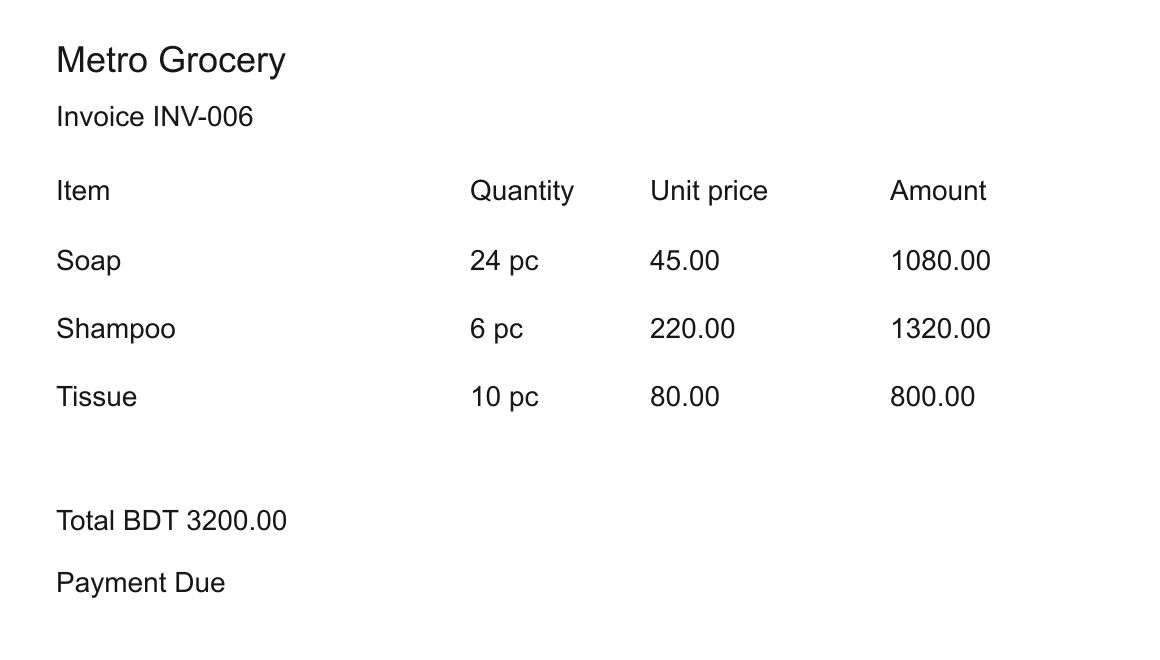 Metro Grocery
Invoice INV-006
Item Quantity Unit price Amount
Soap 24 pc 45.00 1080.00
Shampoo 6 pc 220.00 1320.00
Tissue 10 pc 80.00 800.00
Total BDT 3200.00
Payment Due